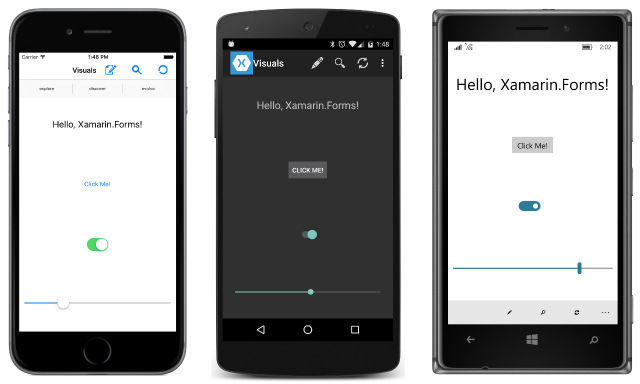 Carrier
1:48 PM
Visuals
explore
discover
evolve
Hello, Xamarin.Forms!
Click Me!
1:48
Visuals
Hello, Xamarin.Forms!
CLICK ME!
2:02
Hello, Xamarin.Forms!
Click Me!
...